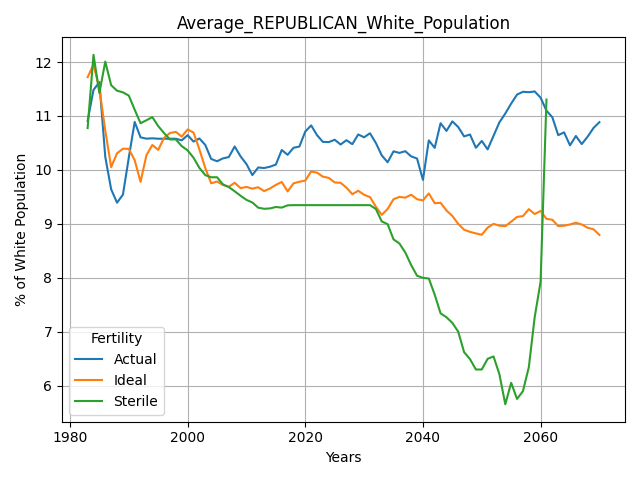 Average_REPUBLICAN_White_Population
% of White Population
12
11
10
9
8
7
6
Fertility
Actual
Ideal
Sterile
1980
2000
2020
2040
2060
Years